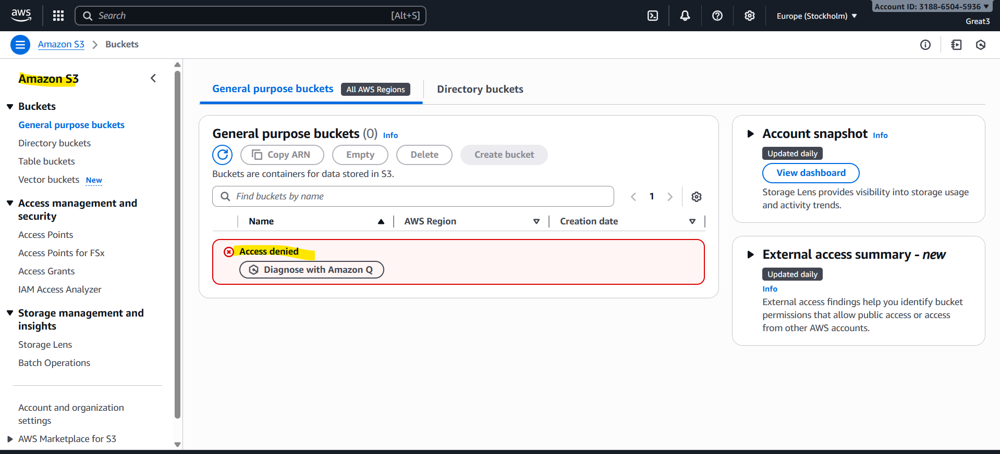 aws
Search
[Alt+S]
Europe (Stockholm)
Account ID: 3188-6504-5936
Great3
Amazon S3
Buckets
Amazon S3
Buckets
General purpose buckets
Directory buckets
Table buckets
Vector buckets New
Access management and
security
Access Points
Access Points for FSx
Access Grants
IAM Access Analyzer
Storage management and
insights
Storage Lens
Batch Operations
Account and organization
settings
AWS Marketplace for S3
General purpose buckets All AWS Regions
Directory buckets
General purpose buckets (0) Info
Copy ARN
Empty
Delete
Create bucket
Buckets are containers for data stored in S3.
Find buckets by name
1
Name
AWS Region
Creation date
Access denied
Diagnose with Amazon Q
Account snapshot Info
Updated daily
View dashboard
Storage Lens provides visibility into storage usage
and activity trends.
External access summary - new
Updated daily
Info
External access findings help you identify bucket
permissions that allow public access or access
from other AWS accounts.